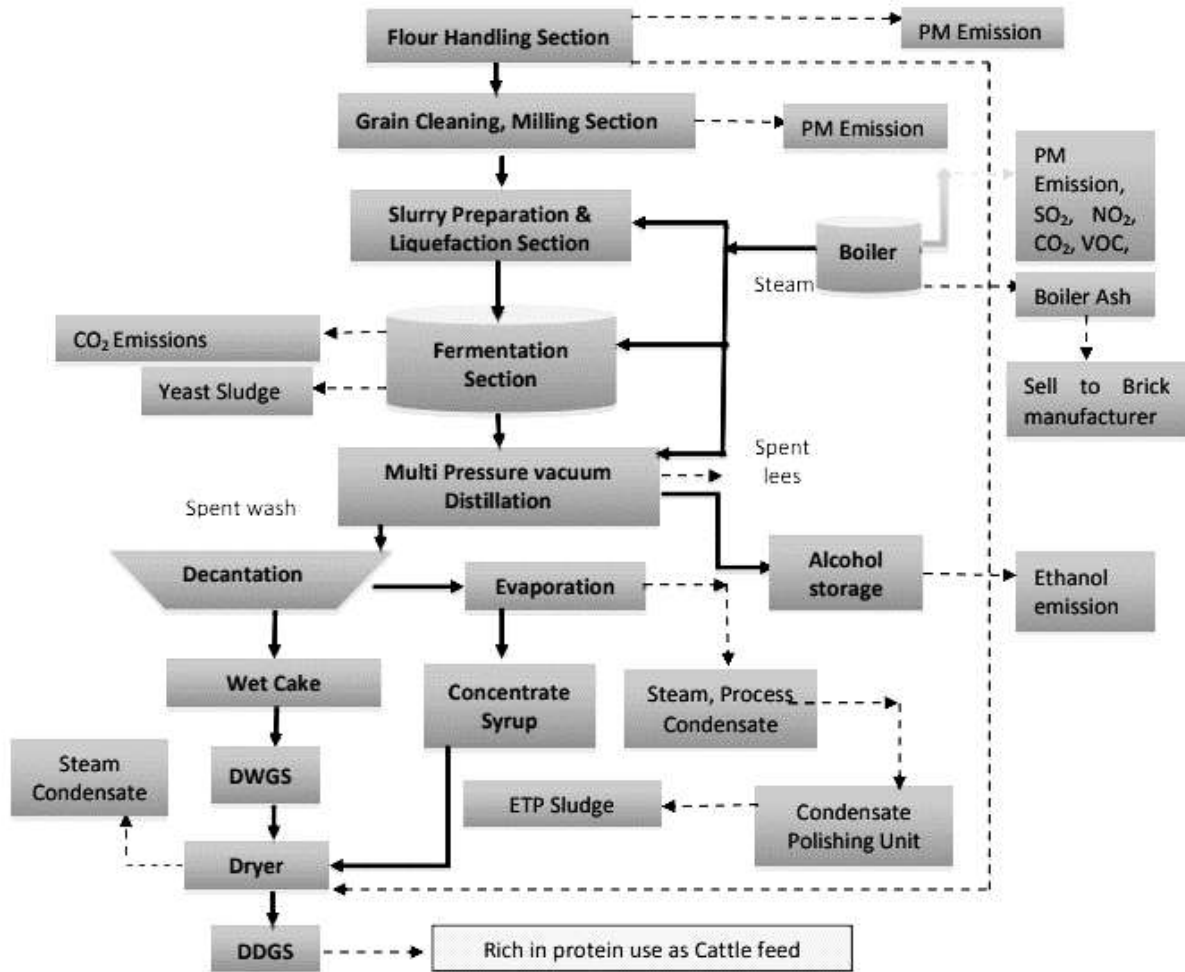 Flour Handling Section
PM Emission
Grain Cleaning, Milling Section
PM Emission
PM
Emission,
SO₂, NO₂,
CO₂, VOC,
Slurry Preparation &
Liquefaction Section
Boiler
Steam
Boiler Ash
CO₂ Emissions
Fermentation
Section
Yeast Sludge
Sell to Brick
manufacturer
Multi Pressure vacuum
Distillation
Spent
lees
Spent wash
Decantation
Evaporation
Alcohol
storage
Ethanol
emission
Wet Cake
Concentrate
Syrup
Steam, Process
Condensate
Steam
Condensate
DWGS
ETP Sludge
Condensate
Polishing Unit
Dryer
DDGS
Rich in protein use as Cattle feed